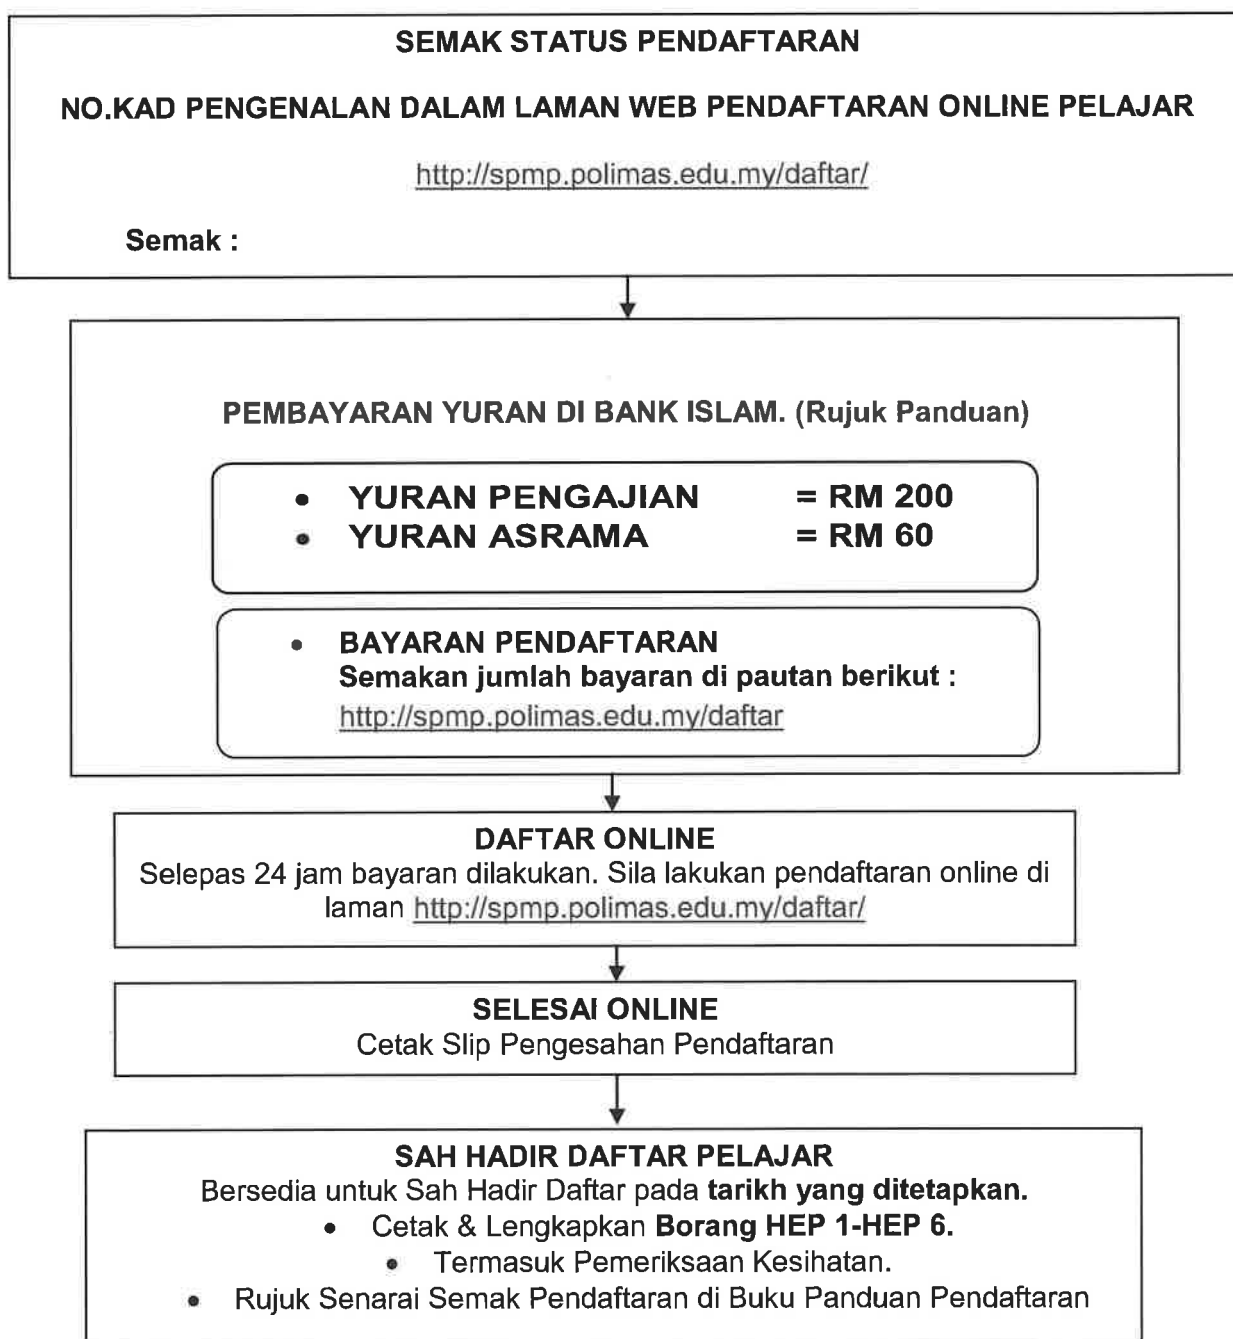 SEMAK STATUS PENDAFTARAN
NO.KAD PENGENALAN DALAM LAMAN WEB PENDAFTARAN ONLINE PELAJAR
http://spmp.polimas.edu.my/daftar/
Semak :
PEMBAYARAN YURAN DI BANK ISLAM. (Rujuk Panduan)
• YURAN PENGAJIAN = RM 200
• YURAN ASRAMA = RM 60
• BAYARAN PENDAFTARAN
Semakan jumlah bayaran di pautan berikut :
http://spmp.polimas.edu.my/daftar
DAFTAR ONLINE
Selepas 24 jam bayaran dilakukan. Sila lakukan pendaftaran online di
laman http://spmp.polimas.edu.my/daftar/
SELESAI ONLINE
Cetak Slip Pengesahan Pendaftaran
SAH HADIR DAFTAR PELAJAR
Bersedia untuk Sah Hadir Daftar pada tarikh yang ditetapkan.
• Cetak & Lengkapkan Borang HEP 1-HEP 6.
• Termasuk Pemeriksaan Kesihatan.
• Rujuk Senarai Semak Pendaftaran di Buku Panduan Pendaftaran